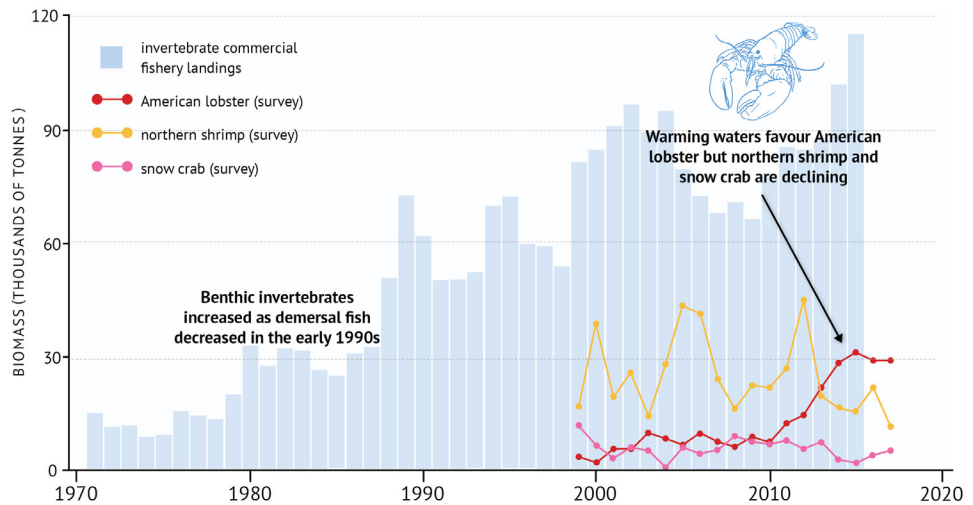 120
90
60
30
0
BIOMASS (THOUSANDS OF TONNES)
invertebrate commercial
fishery landings
American lobster (survey)
northern shrimp (survey)
snow crab (survey)
Warming waters favour American
lobster but northern shrimp and
snow crab are declining
Benthic invertebrates
increased as demersal fish
decreased in the early 1990s
1970
1980
1990
2000
2010
2020